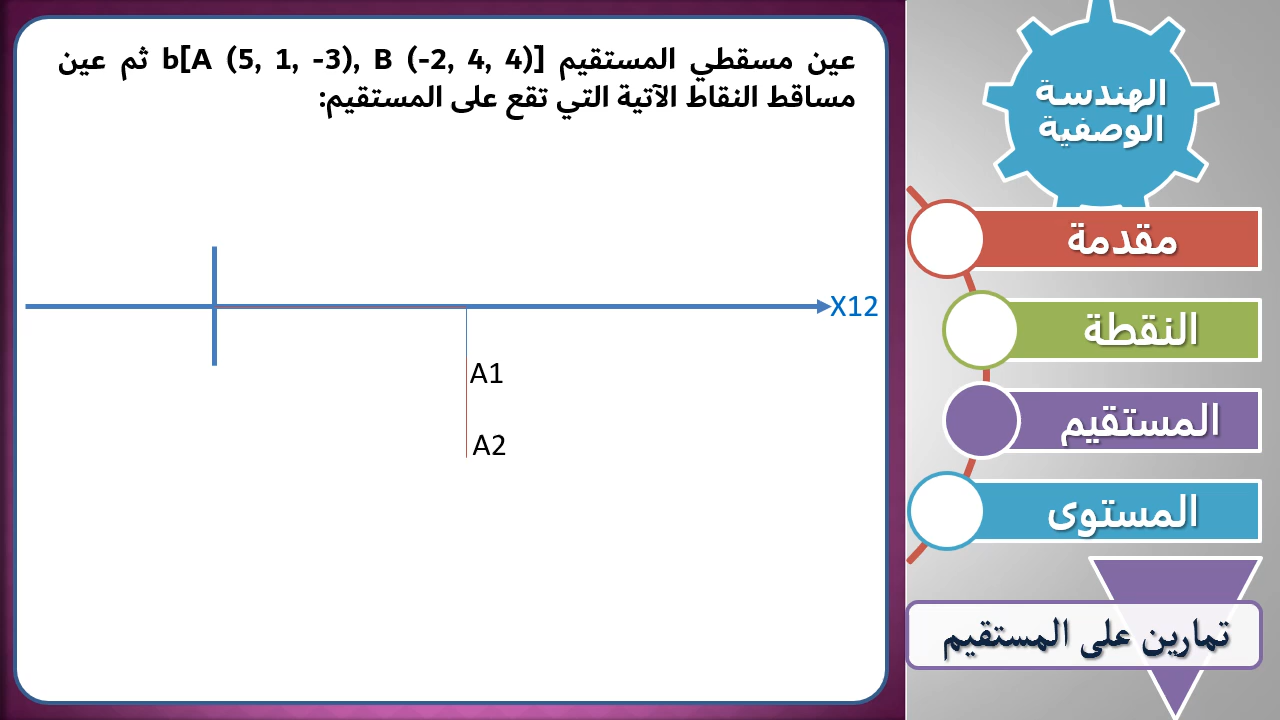 عين مسقطي المستقيم b[A (5, 1, -3), B (-2, 4, 4)] ثم عين
مساقط النقاط الآتية التي تقع على المستقيم:
X12
A1
A2
الهندسة
الوصفية
مقدمة
النقطة
المستقيم
المستوى
تمارين على المستقيم